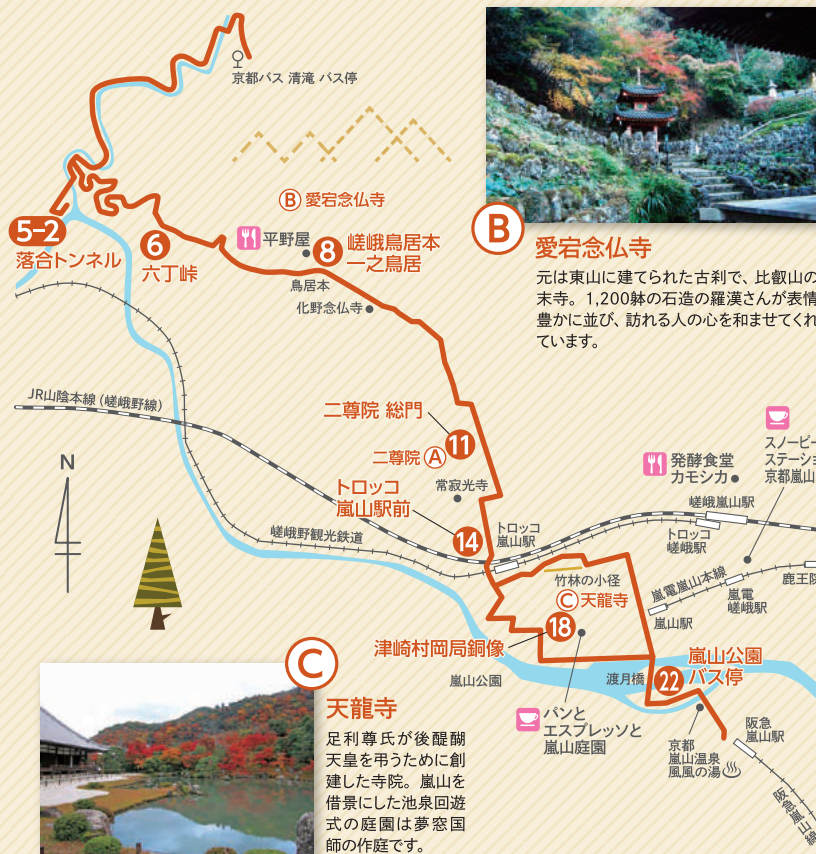 京都バス 清滝 バス停
B 愛宕念仏寺
5-2
落合トンネル
6
六丁峠
平野屋
8
嵯峨鳥居本
一之鳥居
鳥居本
化野念仏寺
B
愛宕念仏寺
元は東山に建てられた古刹で、比叡山の
末寺。1,200躰の石造の羅漢さんが表情
豊かに並び、訪れる人の心を和ませてくれ
ています。
JR山陰本線(嵯峨野線)
二尊院 総門
11
二尊院 A
常寂光寺
トロッコ
嵐山駅前
14
トロッコ
嵐山駅
嵯峨野観光鉄道
N
発酵食堂
カモシカ
スノーピー
ステーショ
京都嵐山
嵯峨嵐山駅
トロッコ
嵯峨駅
竹林の小径
C 天龍寺
嵐電嵐山本線
嵐電
嵯峨駅
鹿王院
嵐山駅
18
津崎村岡局銅像
嵐山公園
渡月橋
22
嵐山公園
バス停
パンと
エスプレッソと
嵐山庭園
京都
嵐山温泉
風風の湯
阪急
嵐山駅
阪急嵐山線
C
天龍寺
足利尊氏が後醍醐
天皇を弔うために創
建した寺院。嵐山を
借景にした池泉回遊
式の庭園は夢窓国
師の作庭です。